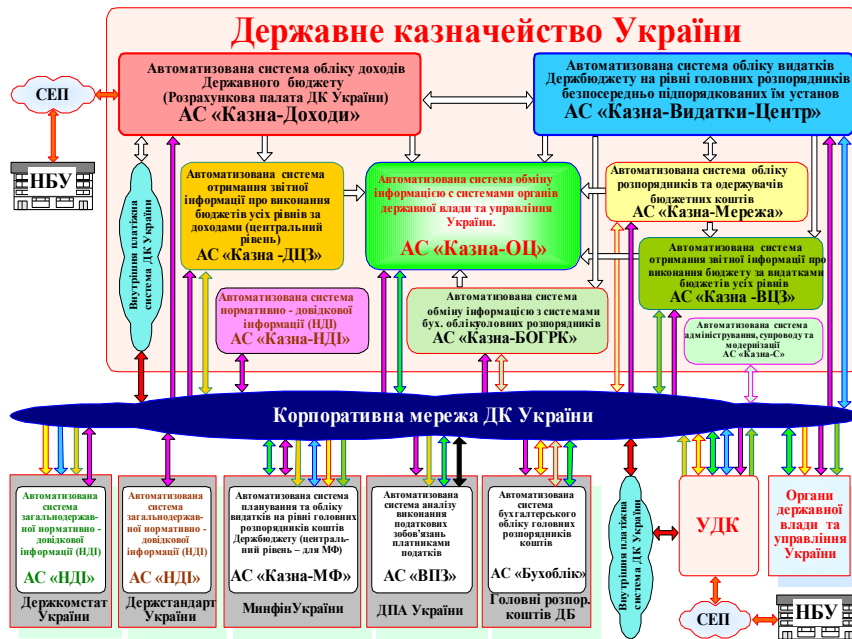 Державне казначейство України
СЕП
НБУ
Автоматизована система обліку доходів
Державного бюджету
(Розрахункова палата ДК України)
АС «Казна-Доходи»
Автоматизована система обліку видатків
Держбюджету на рівні головних розпорядників
безпосередньо підпорядкованих їм установ
АС «Казна-Видатки-Центр»
Внутрішня платіжна
система ДК України
Автоматизована система
отримання звітної
інформації про виконання
бюджетів усіх рівнів за
доходами (центральний
рівень)
АС «Казна -ДЦЗ»
Автоматизована система обміну
інформацією с системами органів
державної влади та управління
України.
АС «Казна-ОЦ»
Автоматизована система обліку
розпорядників та одержувачів
бюджетних коштів
АС «Казна-Мережа»
Автоматизована система
отримання звітної інформації про
виконання бюджету за видатками
бюджетів усіх рівнів
АС «Казна -ВЦЗ»
Автоматизована система
нормативно - довідкової
інформації (НДІ)
АС «Казна-НДІ»
Автоматизована система
обміну інформацією з системами
бух. облікуоловних розпорядників
АС «Казна-БОГРК»
Автоматизована система
адміністрування, супроводу та
модернізації
АС «Казна-С»
Корпоративна мережа ДК України
Автоматизована
система
загальнодержав-
ної нормативно -
довідкової
інформації (НДІ)
АС «НДІ»
Держкомстат
України
Автоматизована
система
загальнодержав-
ної нормативно -
довідкової
інформації (НДІ)
АС «НДІ»
Держстандарт
України
Автоматизована система
планування та обліку
видатків на рівні головних
розпорядників коштів
Держбюджету (централь-
ний рівень – для МФ)
АС «Казна-МФ»
МинфінУкраїни
Автоматизована
система аналізу
виконання
податкових
зобов'язань
платниками
податків
АС «ВПЗ»
ДПА України
Автоматизована
система
бухгалтерського
обліку головних
розпорядників
коштів
АС «Бухоблік»
Головні розпор.
коштів ДБ
Внутрішня платіжна
система ДК України
УДК
Органи
державної
влади та
управління
України
СЕП
НБУ